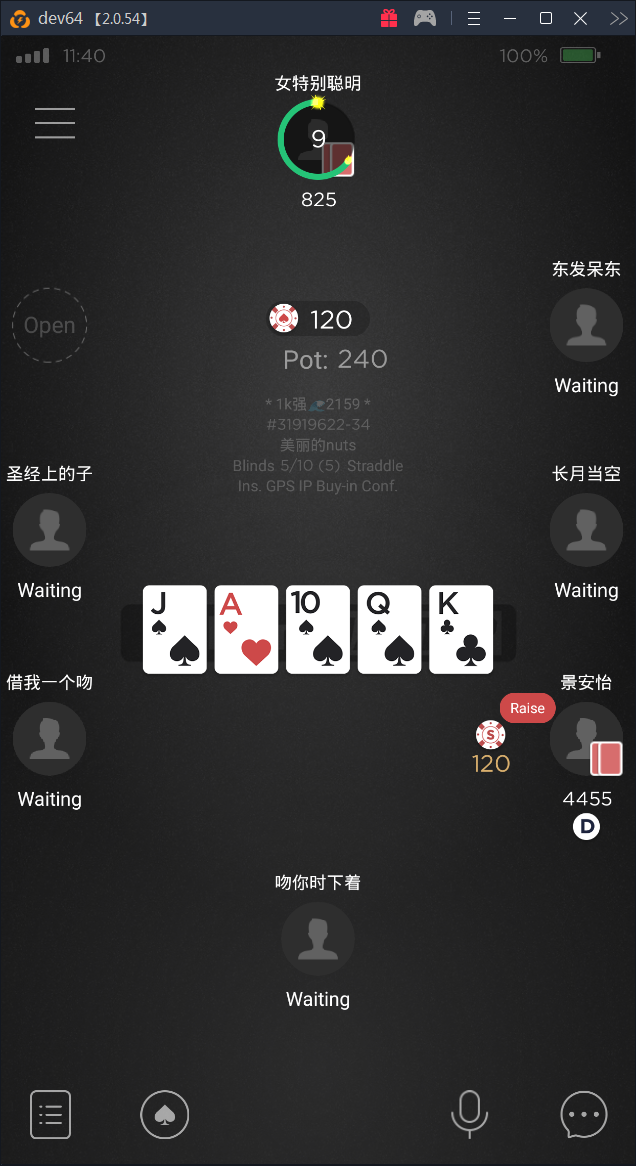 dev64 【2.0.54】
11:40
100%
女特别聪明
9
825
东发呆东
Open
120
Waiting
Pot: 240
* 1k强🌊2159 *
#31919622-34
美丽的nuts
Blinds 5/10 (5) Straddle
Ins. GPS IP Buy-in Conf.
圣经上的子
长月当空
Waiting
Waiting
J A 10 Q K
借我一个吻
景安怡
Raise
S
120
Waiting
4455
D
吻你时下着
Waiting